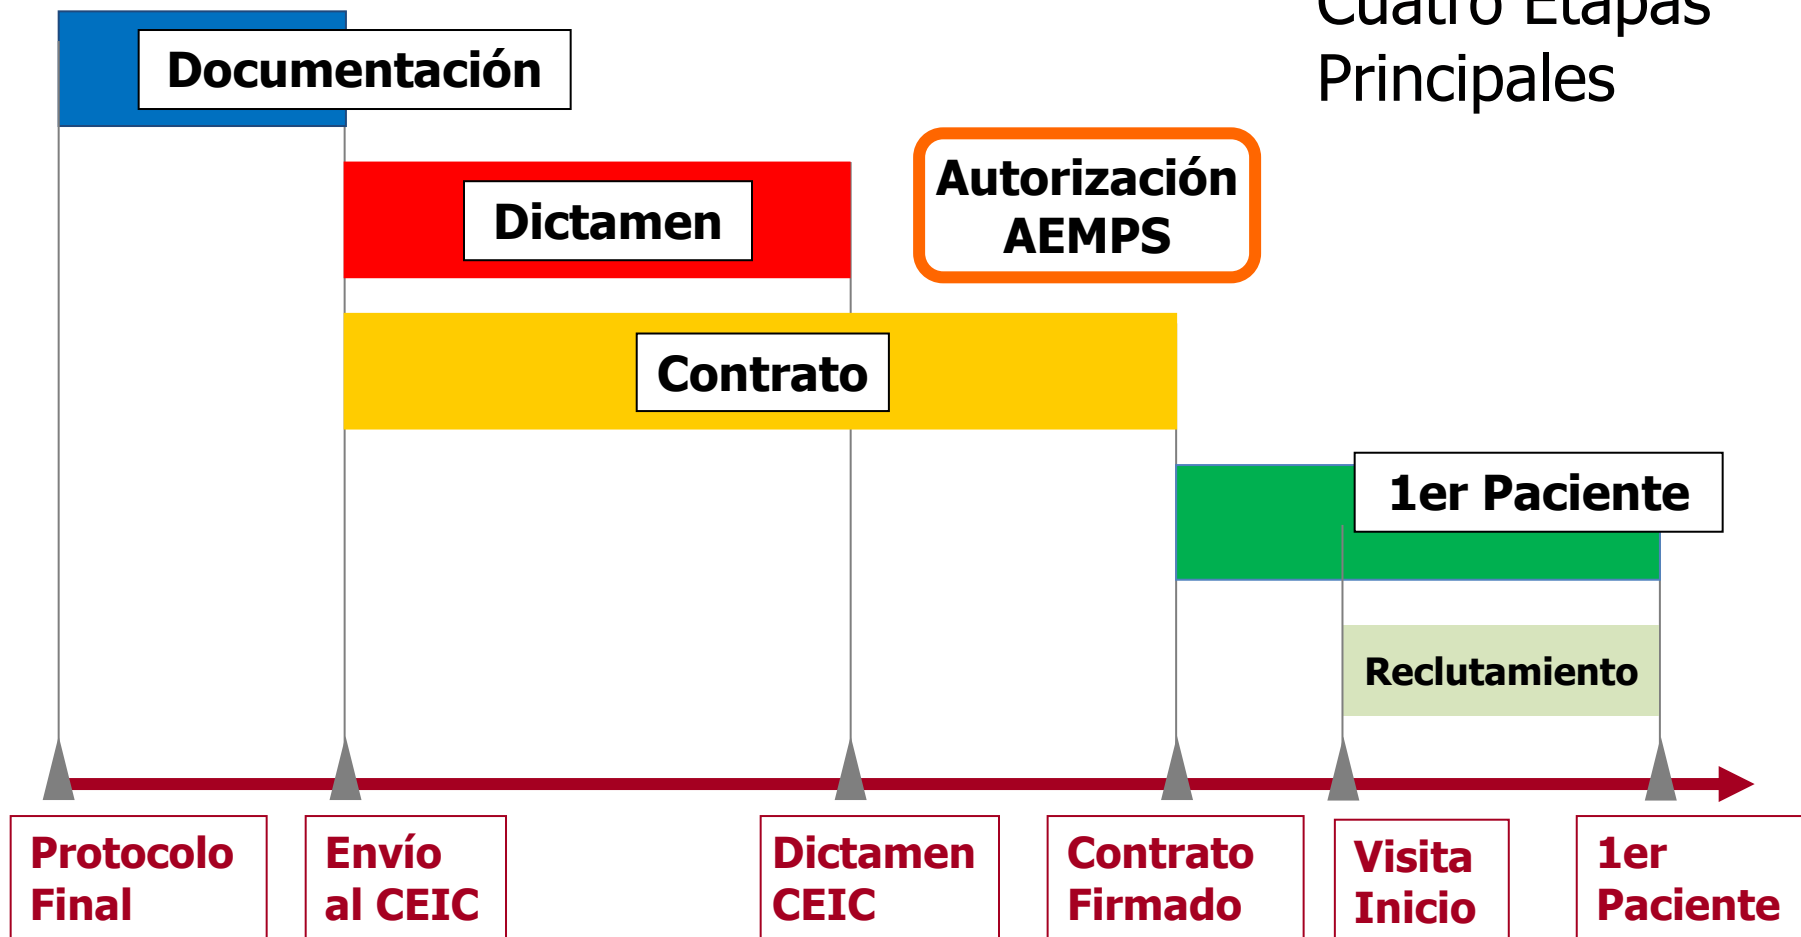 Cuatro Etapas
Principales
Documentación
Dictamen
Autorización
AEMPS
Contrato
1er Paciente
Reclutamiento
Protocolo
Final
Envío
al CEIC
Dictamen
CEIC
Contrato
Firmado
Visita
Inicio
1er
Paciente